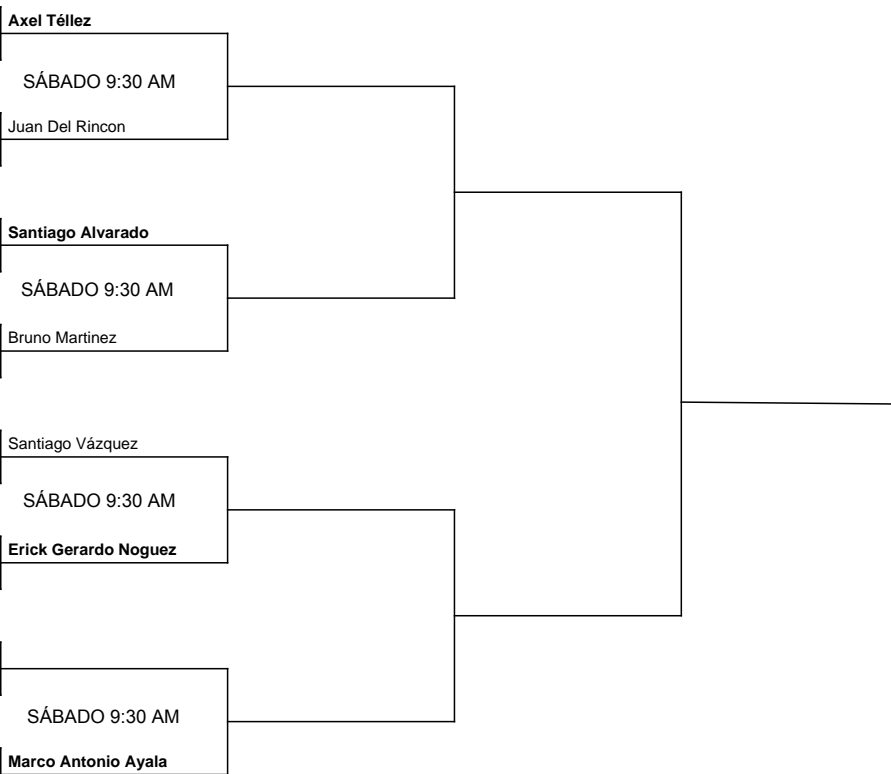 Axel Téllez
SÁBADO 9:30 AM
Juan Del Rincon
Santiago Alvarado
SÁBADO 9:30 AM
Bruno Martinez
Santiago Vázquez
SÁBADO 9:30 AM
Erick Gerardo Noguez
SÁBADO 9:30 AM
Marco Antonio Ayala